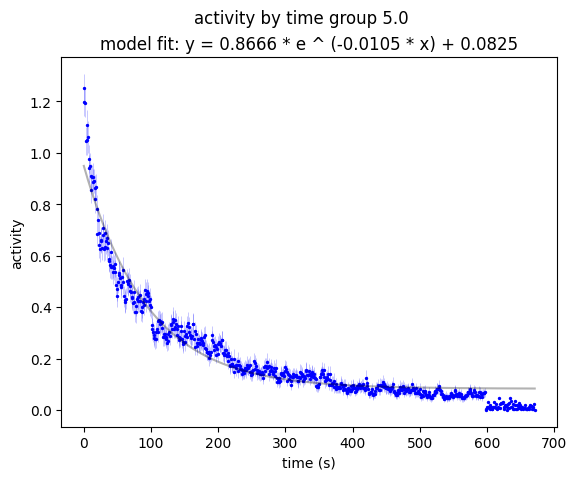 activity by time group 5.0
model fit: y = 0.8666 * e ^ (-0.0105 * x) + 0.0825
1.2
1.0
0.8
0.6
0.4
0.2
0.0
activity
0 100 200 300 400 500 600 700
time (s)